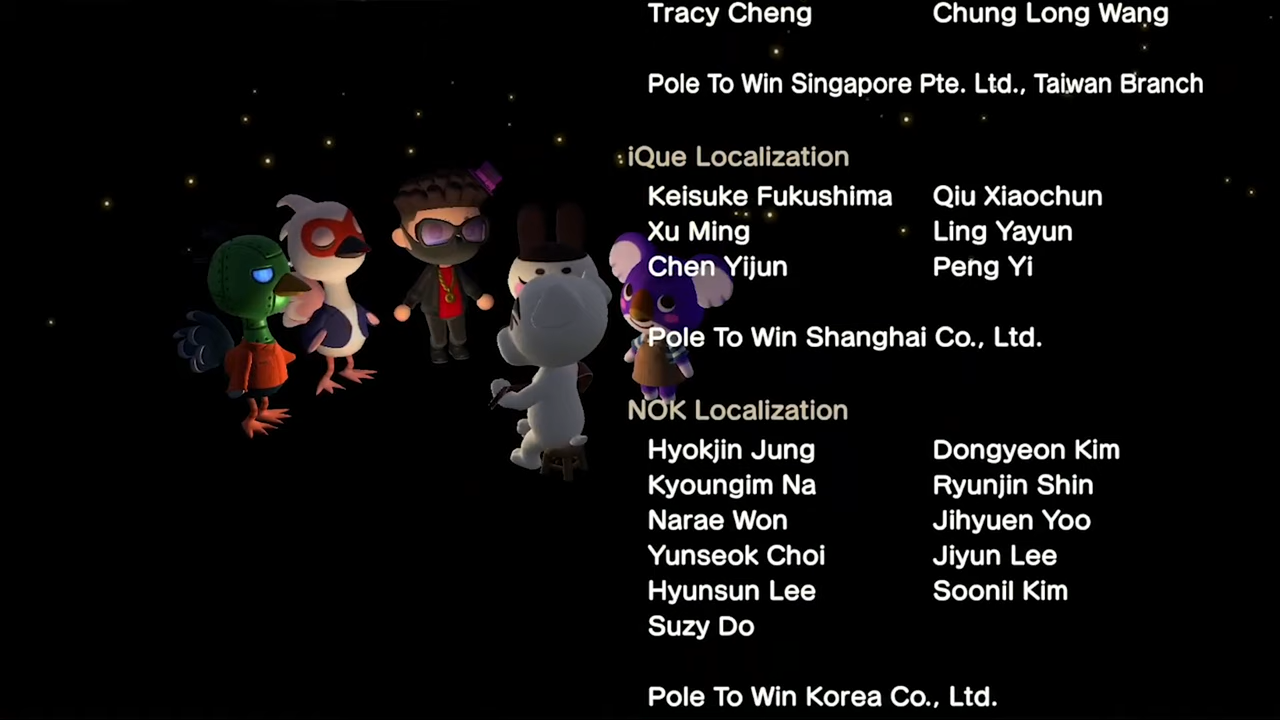 Tracy Cheng Chung Long Wang
Pole To Win Singapore Pte. Ltd., Taiwan Branch
iQue Localization
Keisuke Fukushima Qiu Xiaochun
Xu Ming Ling Yayun
Chen Yijun Peng Yi
Pole To Win Shanghai Co., Ltd.
NOK Localization
Hyokjin Jung Dongyeon Kim
Kyoungim Na Ryunjin Shin
Narae Won Jihyuen Yoo
Yunseok Choi Jiyun Lee
Hyunsun Lee Soonil Kim
Suzy Do
Pole To Win Korea Co., Ltd.